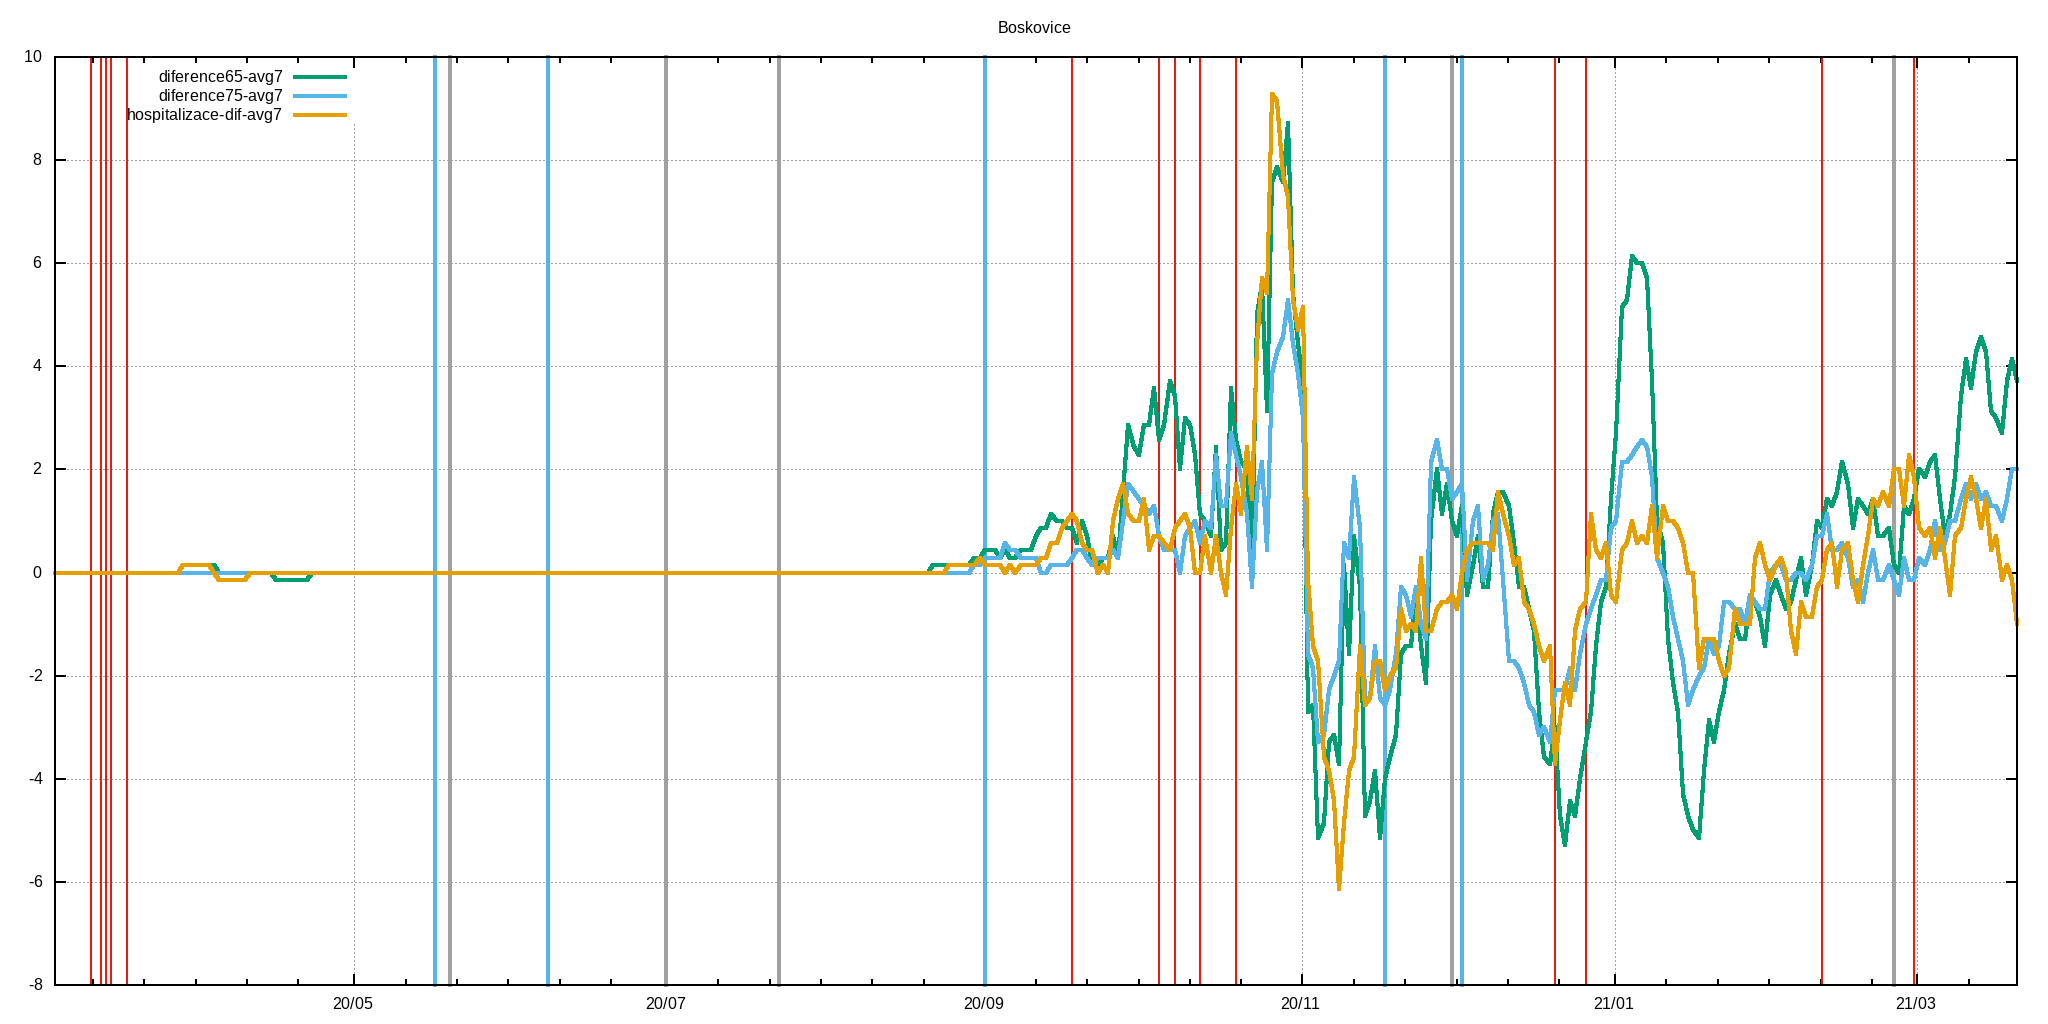 Boskovice
10
8
6
4
2
0
-2
-4
-6
-8
diference65-avg7
diference75-avg7
hospitalizace-dif-avg7
20/05 20/07 20/09 20/11 21/01 21/03